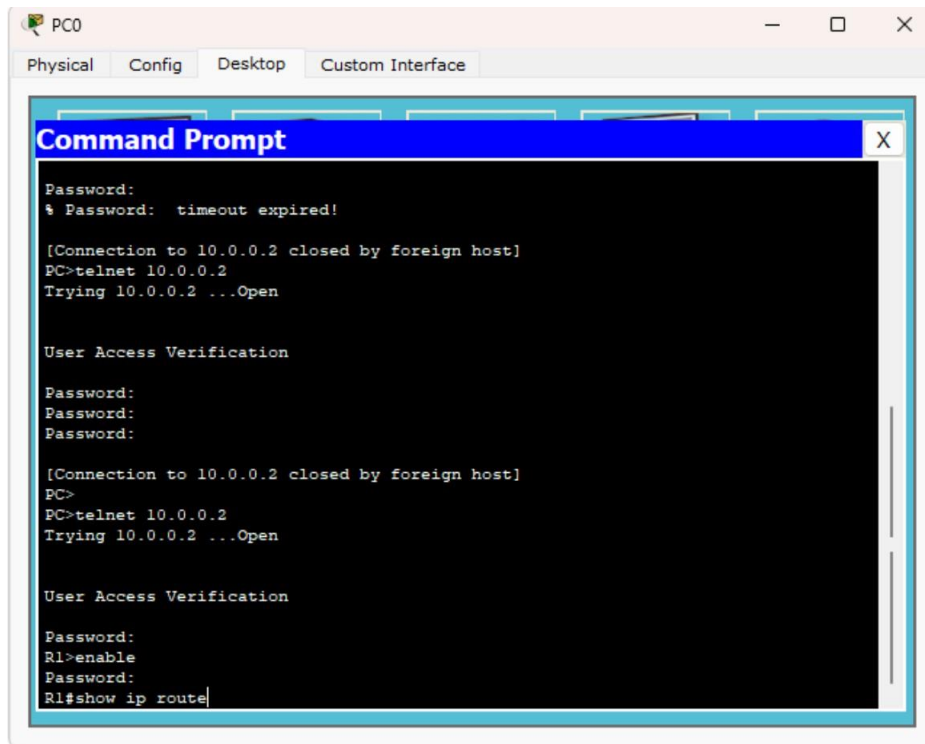 PC0
Physical Config Desktop Custom Interface
Command Prompt
X
Password:
% Password:  timeout expired!
[Connection to 10.0.0.2 closed by foreign host]
PC>telnet 10.0.0.2
Trying 10.0.0.2 ...Open
User Access Verification
Password:
Password:
Password:
[Connection to 10.0.0.2 closed by foreign host]
PC>
PC>telnet 10.0.0.2
Trying 10.0.0.2 ...Open
User Access Verification
Password:
R1>enable
Password:
R1#show ip route